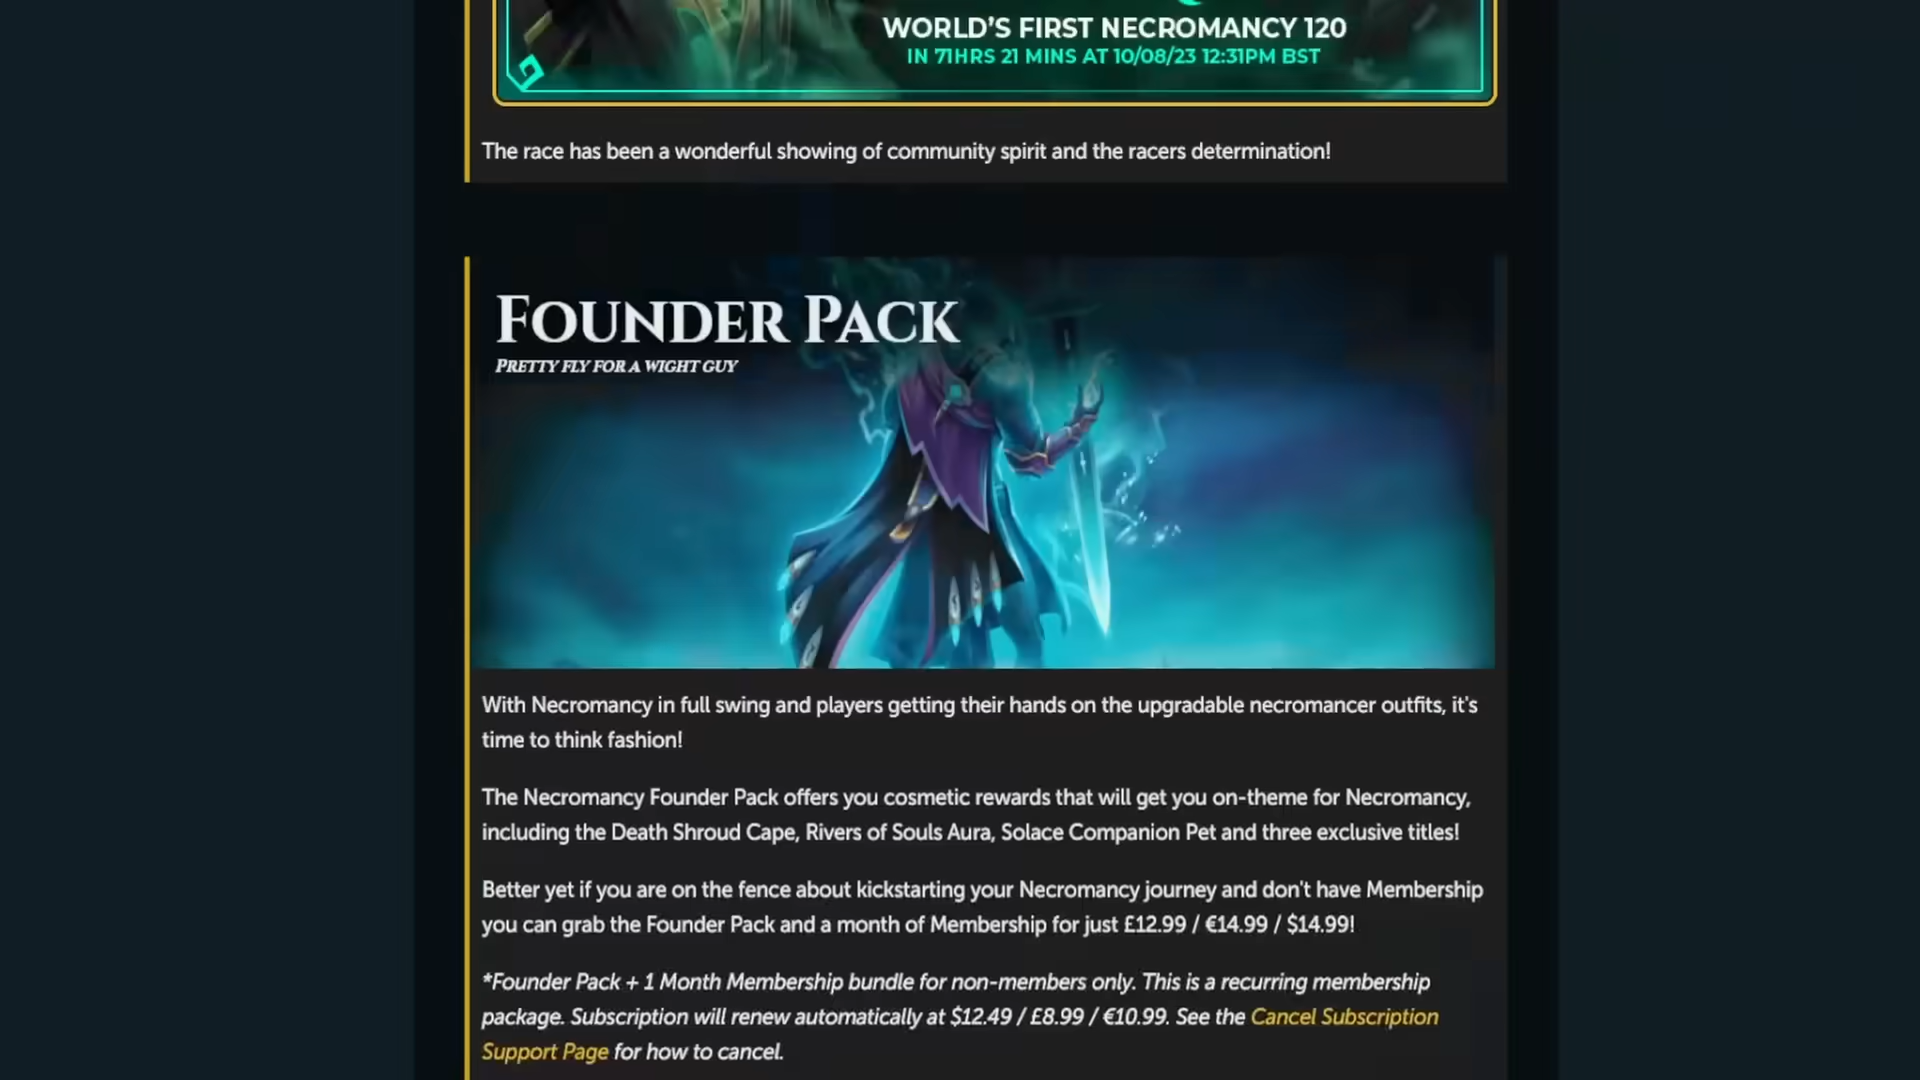 WORLD'S FIRST NECROMANCY 120
IN 71HRS 21 MINS AT 10/08/23 12:31PM BST
The race has been a wonderful showing of community spirit and the racers determination!
FOUNDER PACK
PRETTY FLY FOR A WIGHT GUY
With Necromancy in full swing and players getting their hands on the upgradable necromancer outfits, it's
time to think fashion!
The Necromancy Founder Pack offers you cosmetic rewards that will get you on-theme for Necromancy,
including the Death Shroud Cape, Rivers of Souls Aura, Solace Companion Pet and three exclusive titles!
Better yet if you are on the fence about kickstarting your Necromancy journey and don't have Membership
you can grab the Founder Pack and a month of Membership for just £12.99 / €14.99 / $14.99!
*Founder Pack + 1 Month Membership bundle for non-members only. This is a recurring membership
package. Subscription will renew automatically at $12.49 / £8.99 / €10.99. See the Cancel Subscription
Support Page for how to cancel.